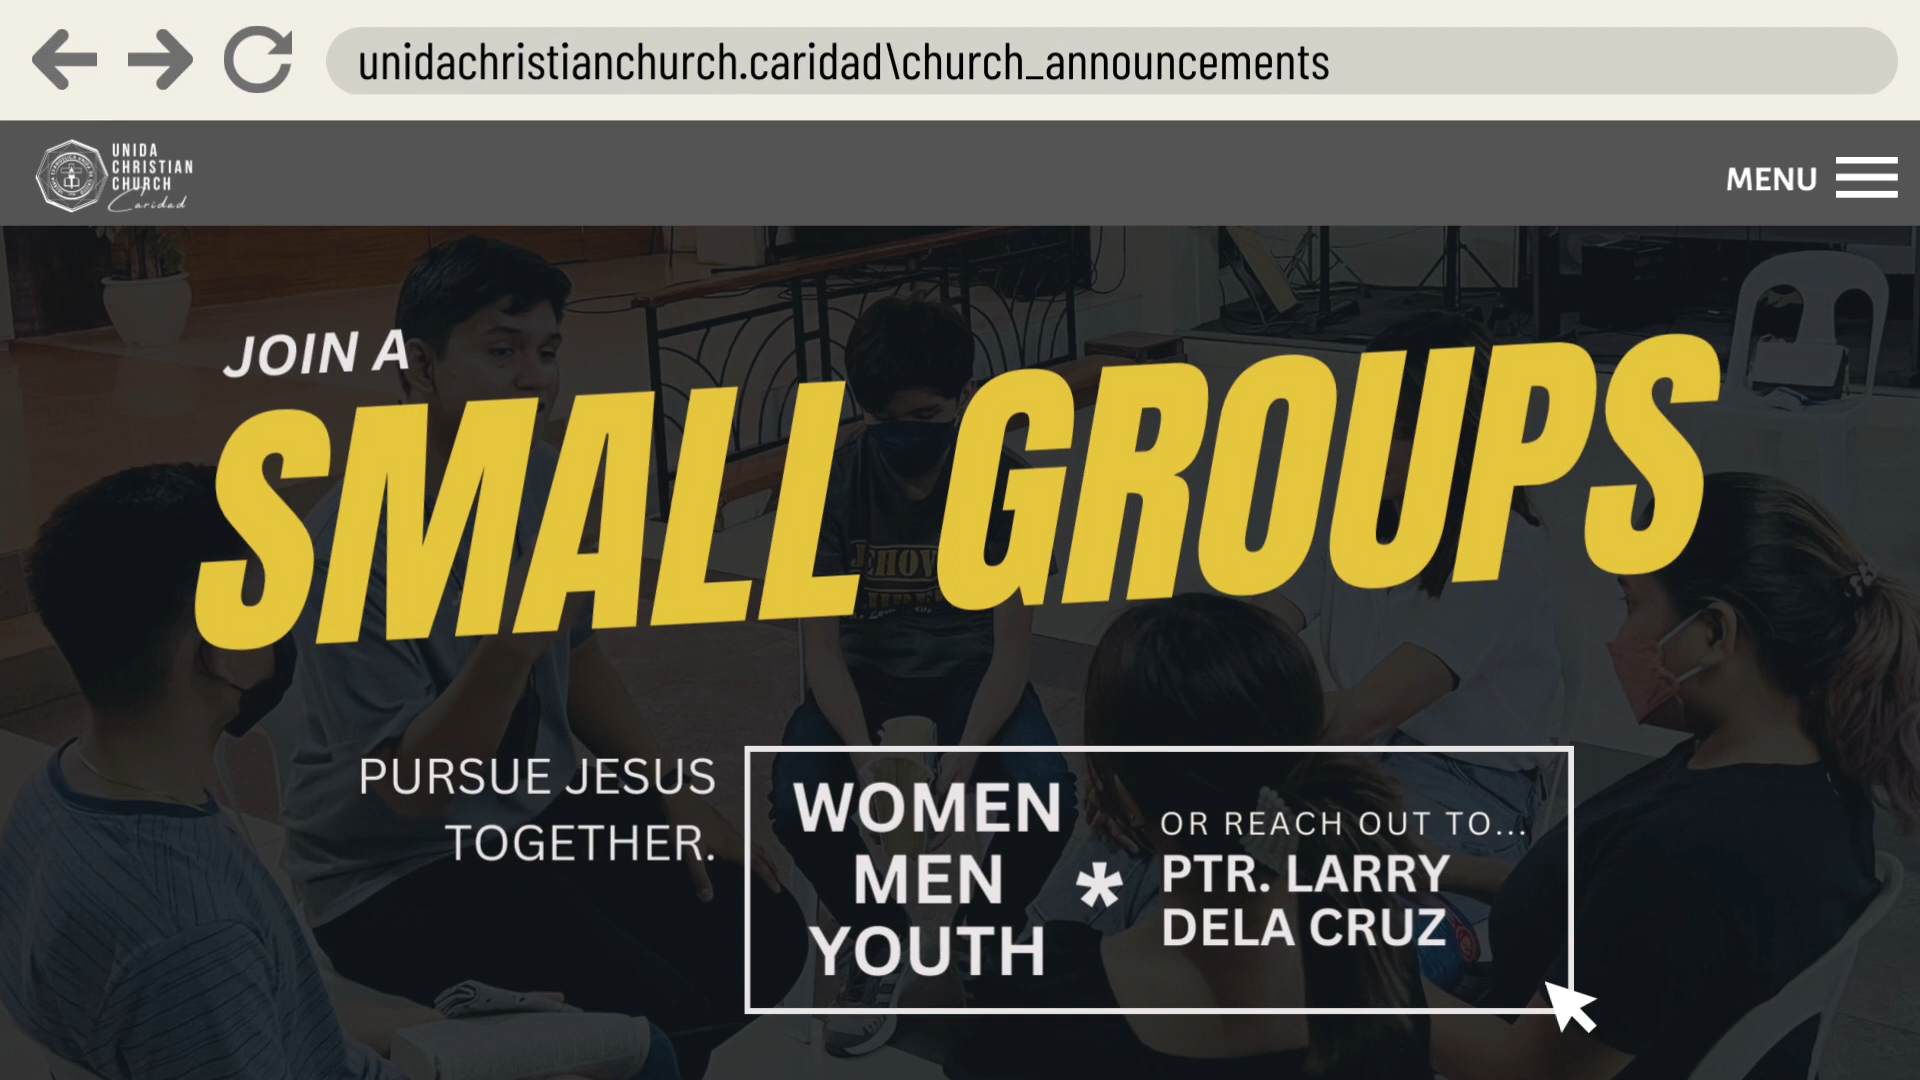 unidachristianchurch.caridad\church_announcements
UNIDA
CHRISTIAN
CHURCH
Caridad
MENU
JOIN A
SMALL GROUPS
PURSUE JESUS
TOGETHER.
WOMEN
MEN
YOUTH
*
OR REACH OUT TO...
PTR. LARRY
DELA CRUZ